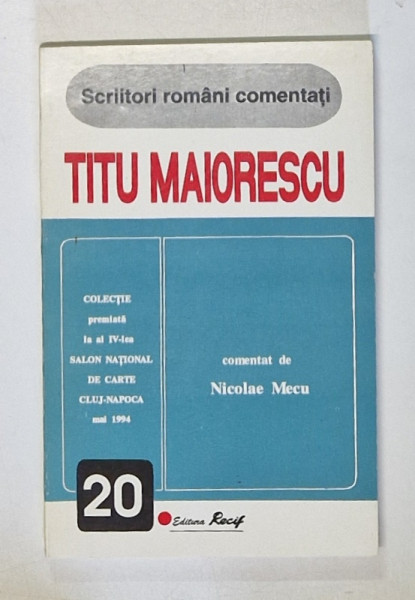 Scriitori români comentați
TITU MAIORESCU
COLECȚIE
premiată
la al IV-lea
SALON NAȚIONAL
DE CARTE
CLUJ-NAPOCA
mai 1994
comentat de
Nicolae Mecu
20
Editura Recif